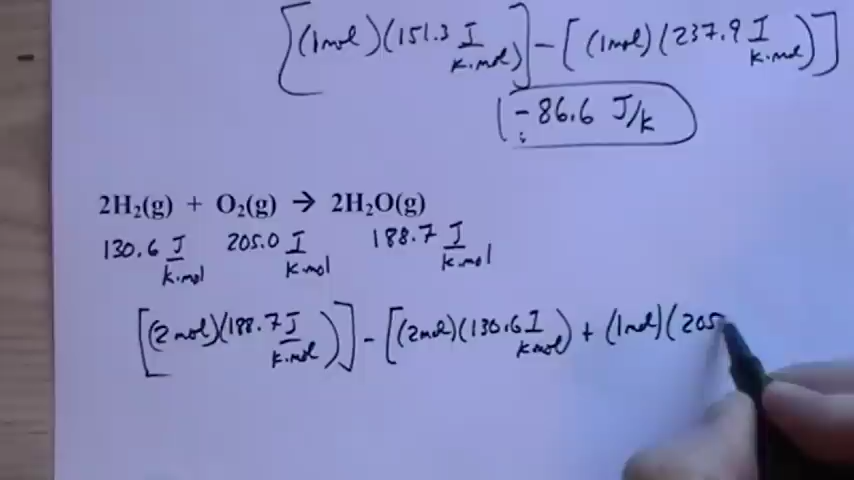 [(1mol)(151.3 J/k.mol)] - [(1mol)(237.9 J/k.mol)]
-86.6 J/k
2H₂(g) + O₂(g) → 2H₂O(g)
130.6 J/k.mol 205.0 J/k.mol 188.7 J/k.mol
[(2mol)(188.7 J/k.mol)] - [(2mol)(130.6 J/k.mol) + (1mol)(205